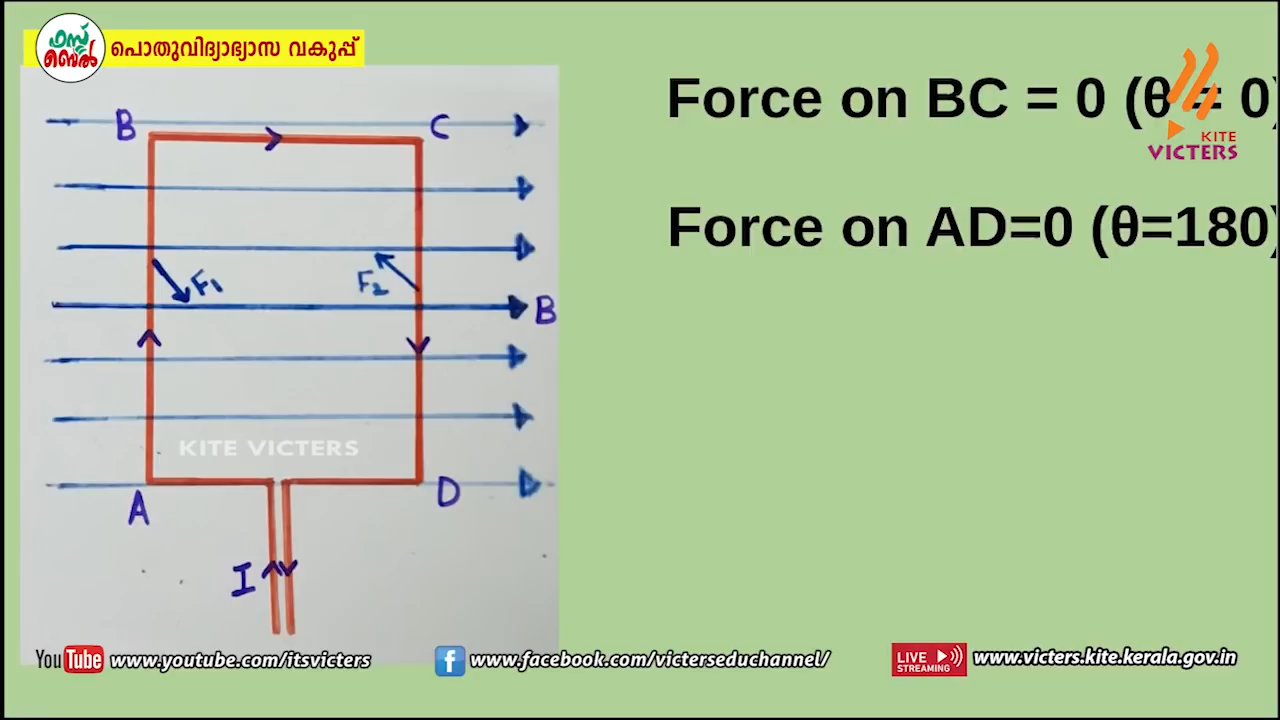 ഫസ്റ്റ്
ബെൽ
പൊതുവിദ്യാഭ്യാസ വകുപ്പ്
Force on BC = 0 (θ = 0)
KITE
VICTERS
Force on AD=0 (θ=180)
B
C
F₁
F₂
B
KITE VICTERS
A
D
I
YouTube www.youtube.com/itsvicters
f www.facebook.com/victerseduchannel/
LIVE
STREAMING
www.victers.kite.kerala.gov.in